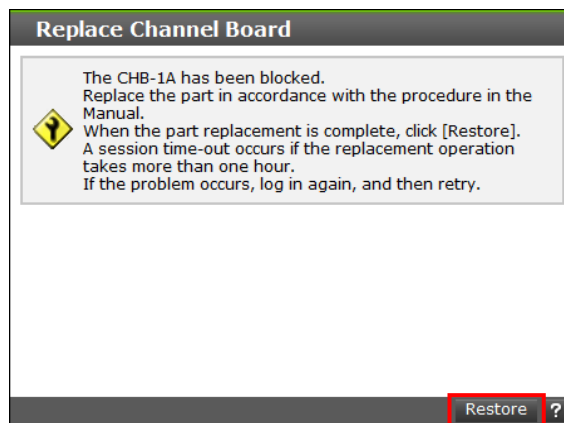 Replace Channel Board
The CHB-1A has been blocked.
Replace the part in accordance with the procedure in the
Manual.
When the part replacement is complete, click [Restore].
A session time-out occurs if the replacement operation
takes more than one hour.
If the problem occurs, log in again, and then retry.
Restore ?